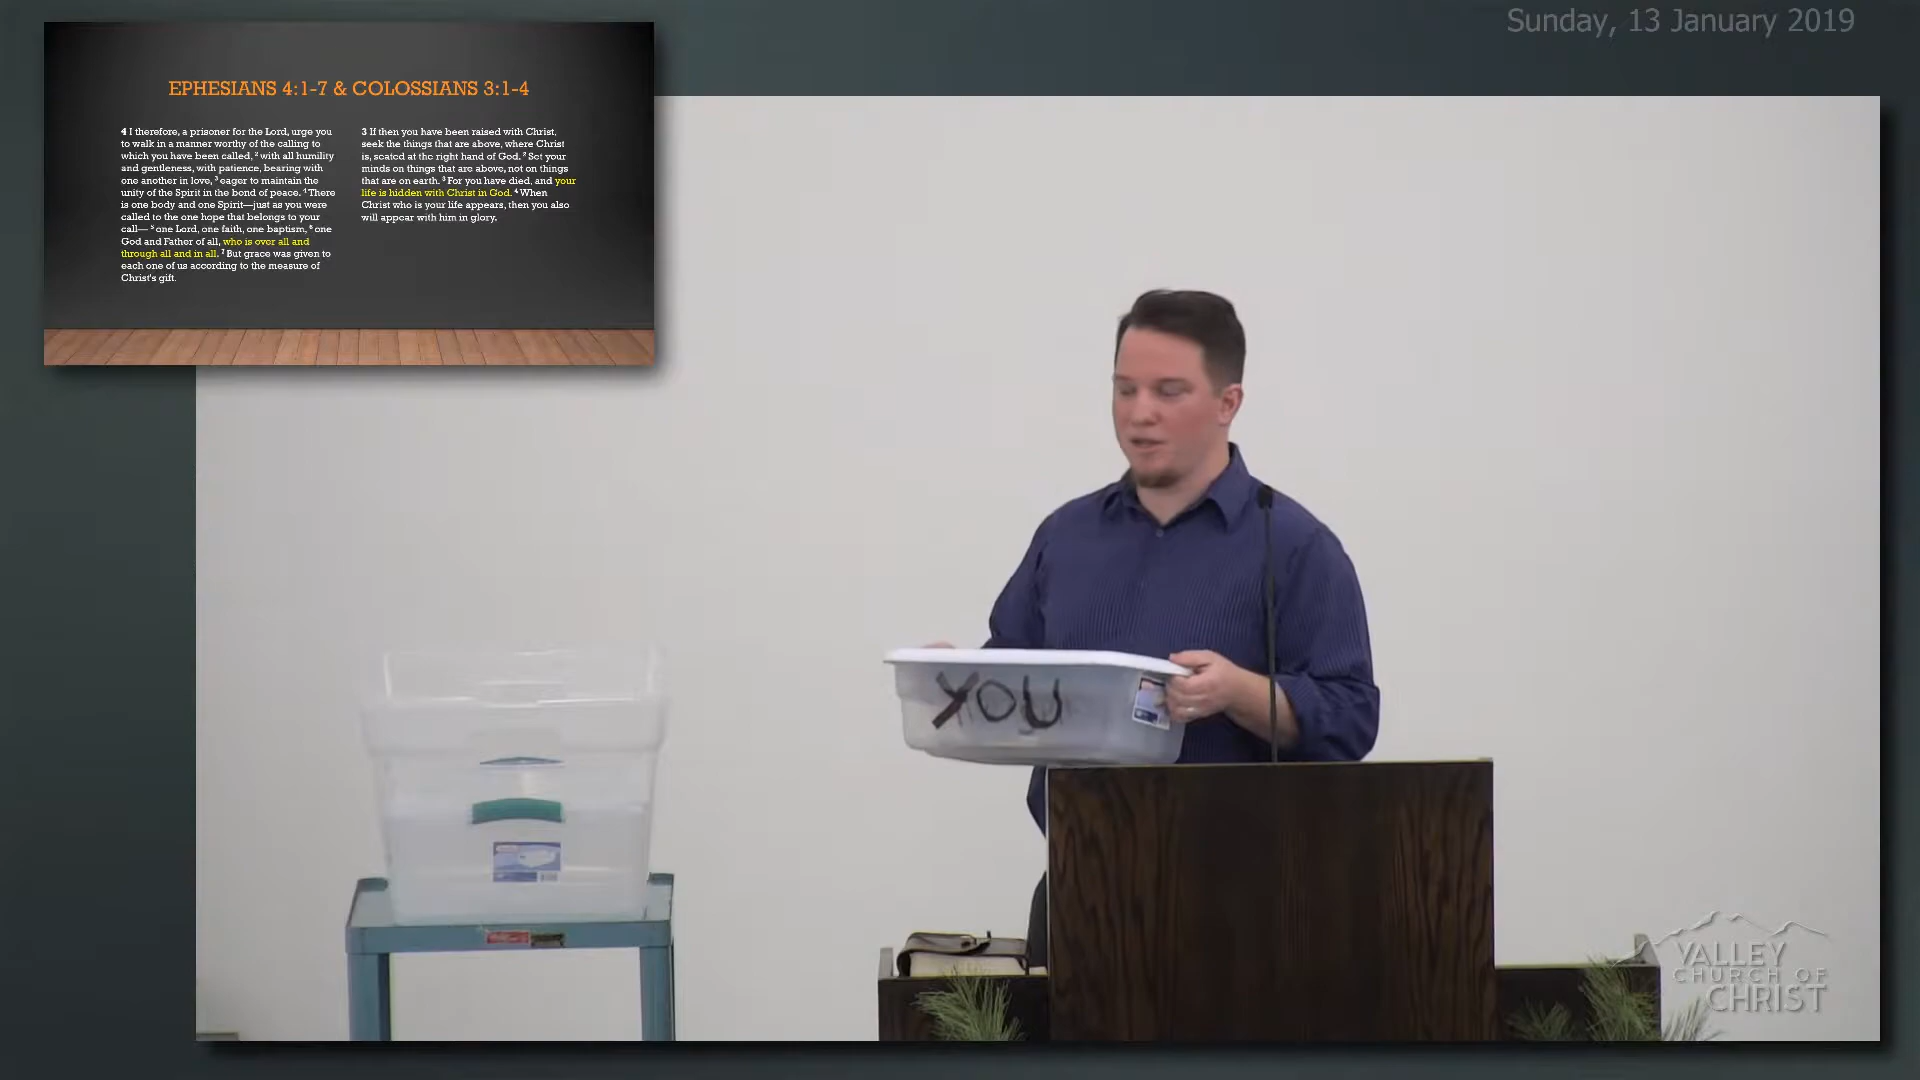 Sunday, 13 January 2019
EPHESIANS 4:1-7 & COLOSSIANS 3:1-4
4 I therefore, a prisoner for the Lord, urge you
to walk in a manner worthy of the calling to
which you have been called, 2 with all humility
and gentleness, with patience, bearing with
one another in love, 3 eager to maintain the
unity of the Spirit in the bond of peace. 4 There
is one body and one Spirit—just as you were
called to the one hope that belongs to your
call— 5 one Lord, one faith, one baptism, 6 one
God and Father of all, who is over all and
through all and in all. 7 But grace was given to
each one of us according to the measure of
Christ's gift.
3 If then you have been raised with Christ,
seek the things that are above, where Christ
is, seated at the right hand of God. 2 Set your
minds on things that are above, not on things
that are on earth. 3 For you have died, and your
life is hidden with Christ in God. 4 When
Christ who is your life appears, then you also
will appear with him in glory.
YOU
VALLEY
CHURCH OF
CHRIST